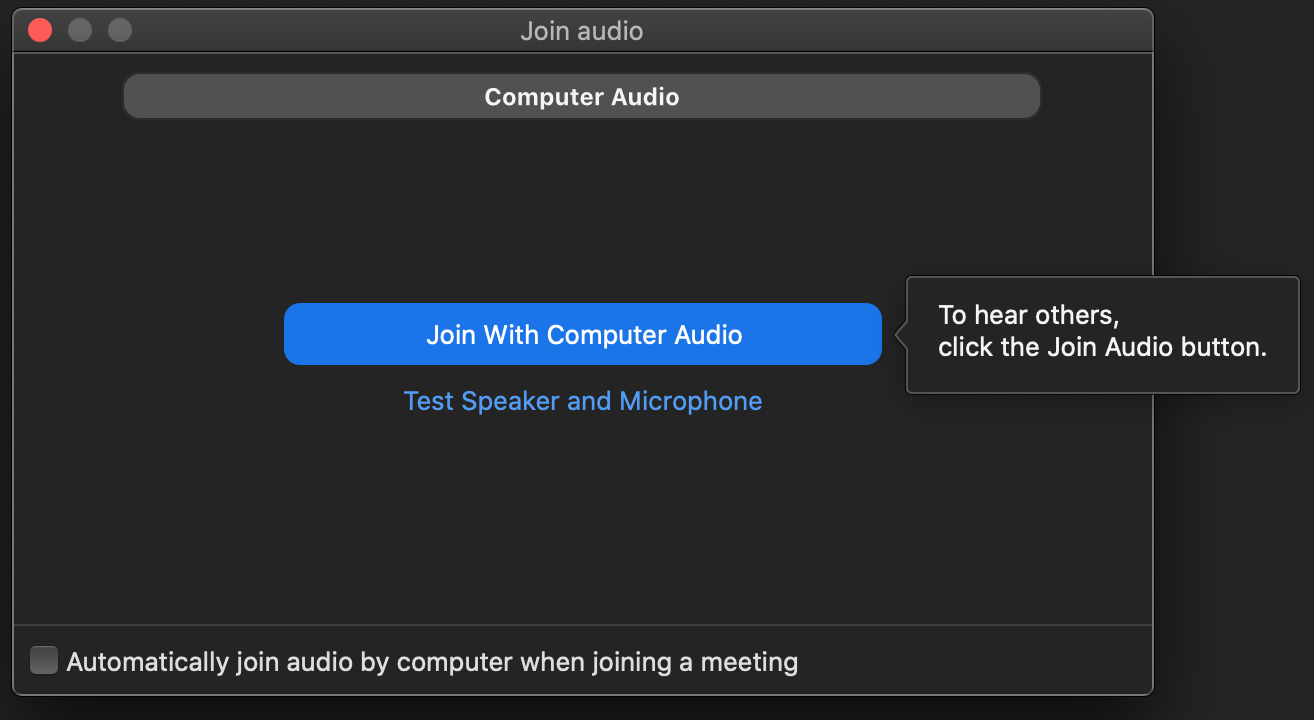 Join audio
Computer Audio
Join With Computer Audio
To hear others,
click the Join Audio button.
Test Speaker and Microphone
Automatically join audio by computer when joining a meeting